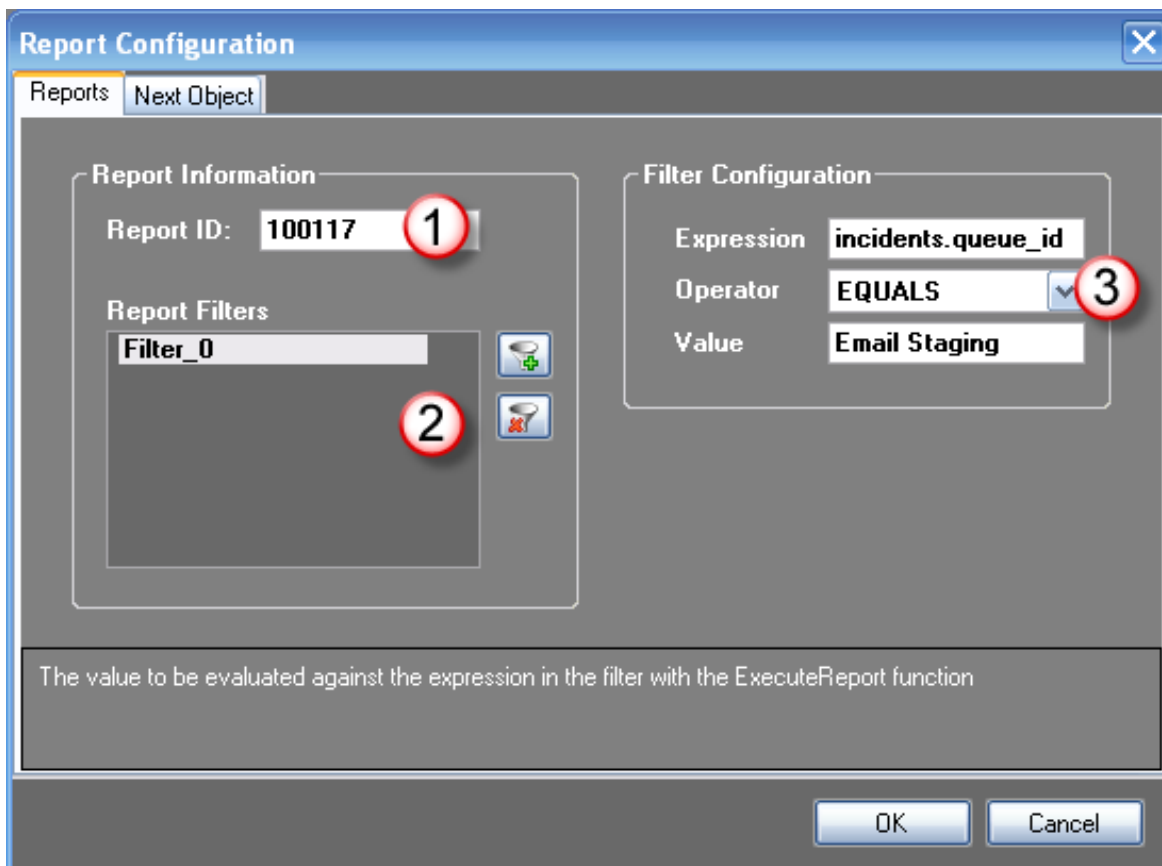 Report Configuration
Reports
Next Object
Report Information
Report ID: 100117
1
Report Filters
Filter_0
2
Filter Configuration
Expression incidents.queue_id
Operator EQUALS
3
Value Email Staging
The value to be evaluated against the expression in the filter with the ExecuteReport function
OK
Cancel